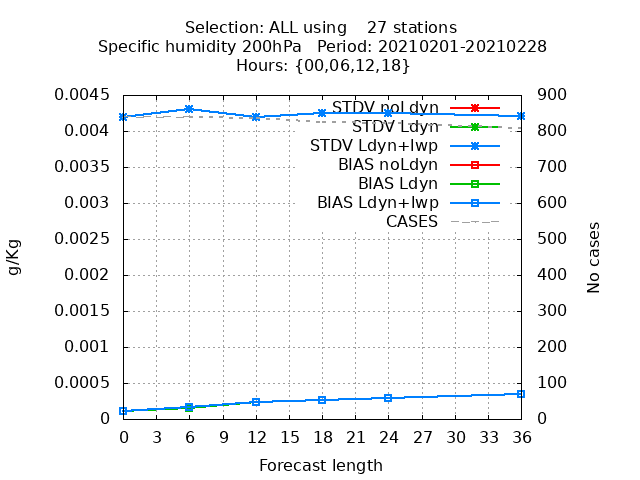 Selection: ALL using    27 stations
Specific humidity 200hPa   Period: 20210201-20210228
Hours: {00,06,12,18}
0.0045
0.004
0.0035
0.003
0.0025
0.002
0.0015
0.001
0.0005
0
g/Kg
STDV noLdyn
STDV Ldyn
STDV Ldyn+lwp
BIAS noLdyn
BIAS Ldyn
BIAS Ldyn+lwp
CASES
900
800
700
600
500
400
300
200
100
0
No cases
0 3 6 9 12 15 18 21 24 27 30 33 36
Forecast length